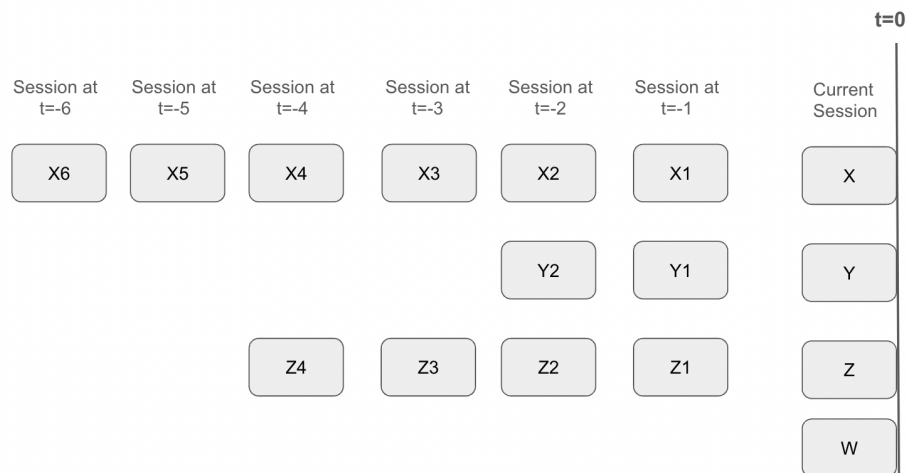 t=0
Session at
t=-6
Session at
t=-5
Session at
t=-4
Session at
t=-3
Session at
t=-2
Session at
t=-1
Current
Session
X6
X5
X4
X3
X2
X1
X
Y2
Y1
Y
Z4
Z3
Z2
Z1
Z
W